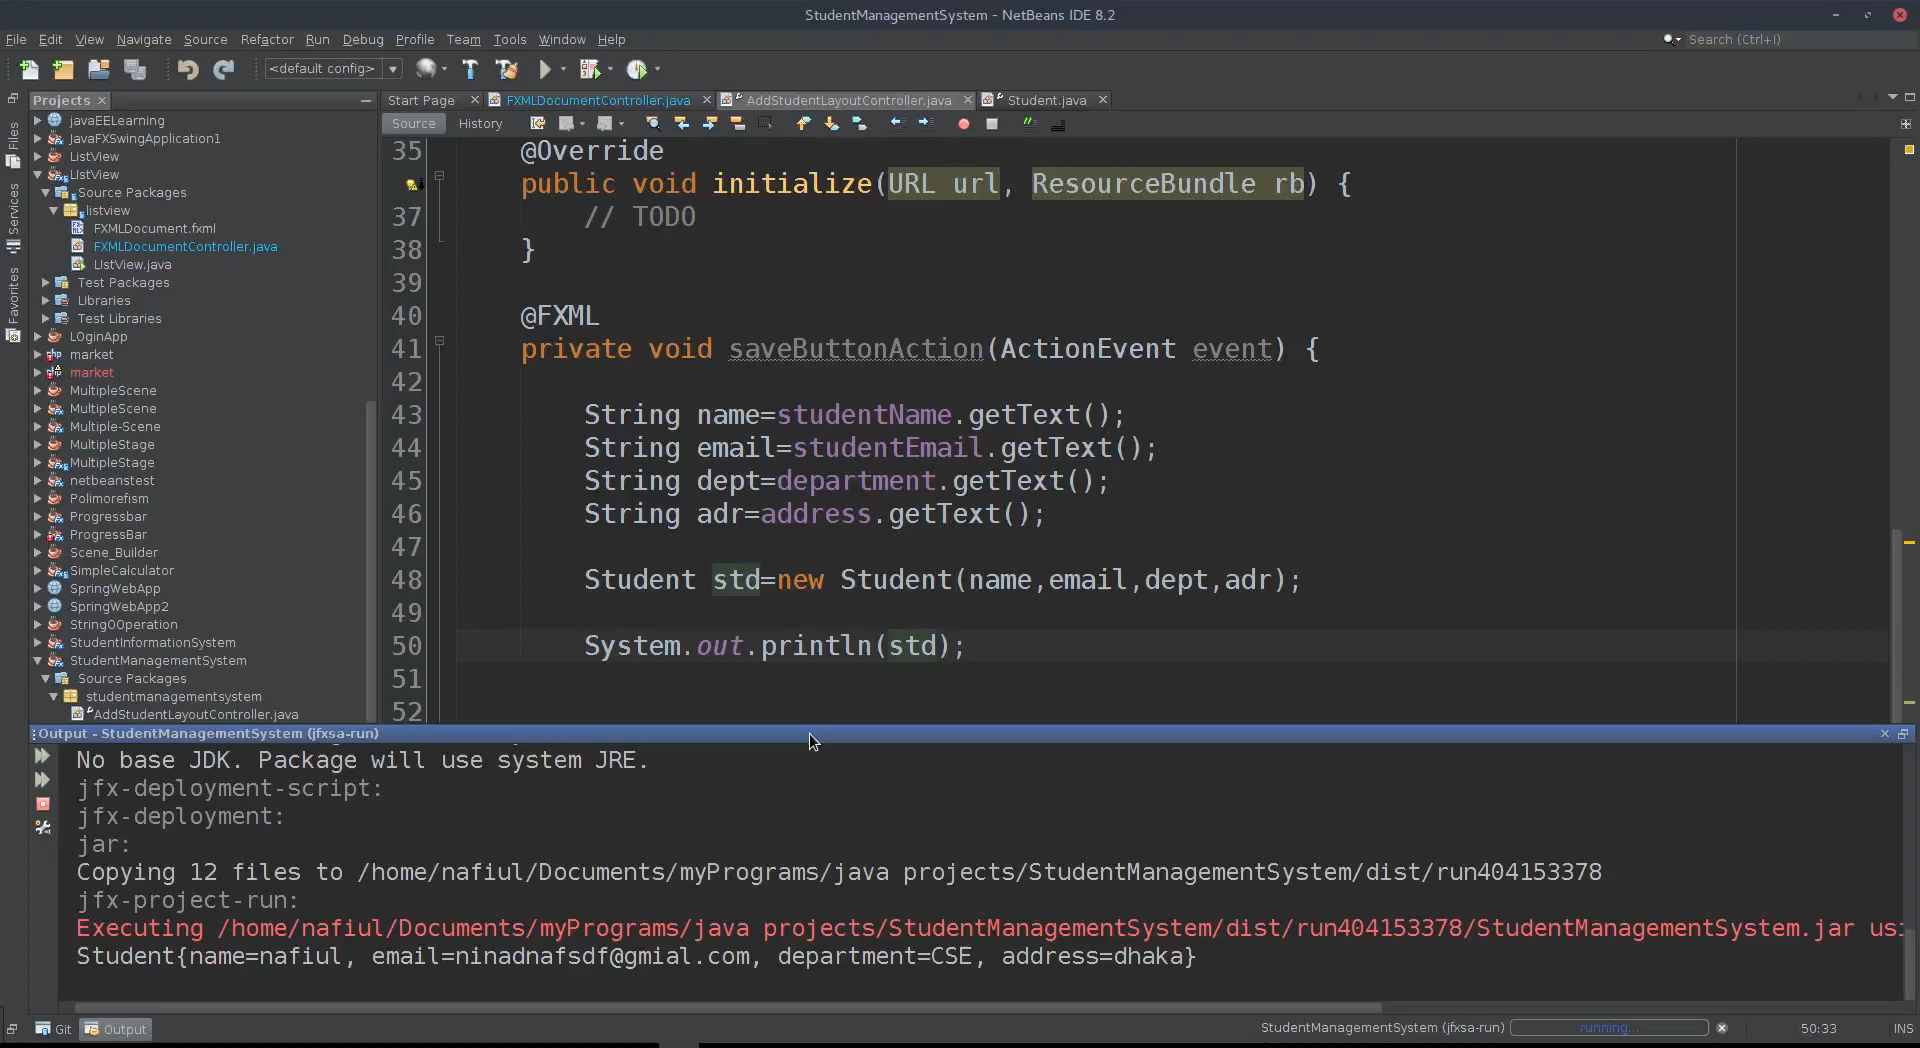 StudentManagementSystem - NetBeans IDE 8.2
File Edit View Navigate Source Refactor Run Debug Profile Team Tools Window Help
Search (Ctrl+I)
<default config>
Projects
Start Page
FXMLDocumentController.java
AddStudentLayoutController.java
Student.java
Source History
Files
Services
Favorites
javaEELearning
JavaFXSwingApplication1
ListView
LIstView
Source Packages
listview
FXMLDocument.fxml
FXMLDocumentController.java
LIstView.java
Test Packages
Libraries
Test Libraries
LOginApp
market
market
MultipleScene
MultipleScene
Multiple-Scene
MultipleStage
MultipleStage
netbeanstest
Polimorefism
Progressbar
ProgressBar
Scene_Builder
SimpleCalculator
SpringWebApp
SpringWebApp2
StringOOperation
StudentInformationSystem
StudentManagementSystem
Source Packages
studentmanagementsystem
AddStudentLayoutController.java
35 @Override
public void initialize(URL url, ResourceBundle rb) {
37 // TODO
38 }
39
40 @FXML
41 private void saveButtonAction(ActionEvent event) {
42
43 String name=studentName.getText();
44 String email=studentEmail.getText();
45 String dept=department.getText();
46 String adr=address.getText();
47
48 Student std=new Student(name,email,dept,adr);
49
50 System.out.println(std);
51
52
Output - StudentManagementSystem (jfxsa-run)
No base JDK. Package will use system JRE.
jfx-deployment-script:
jfx-deployment:
jar:
Copying 12 files to /home/nafiul/Documents/myPrograms/java projects/StudentManagementSystem/dist/run404153378
jfx-project-run:
Executing /home/nafiul/Documents/myPrograms/java projects/StudentManagementSystem/dist/run404153378/StudentManagementSystem.jar usi
Student{name=nafiul, email=ninadnafsdf@gmial.com, department=CSE, address=dhaka}
Git Output
StudentManagementSystem (jfxsa-run)
running...
50:33
INS